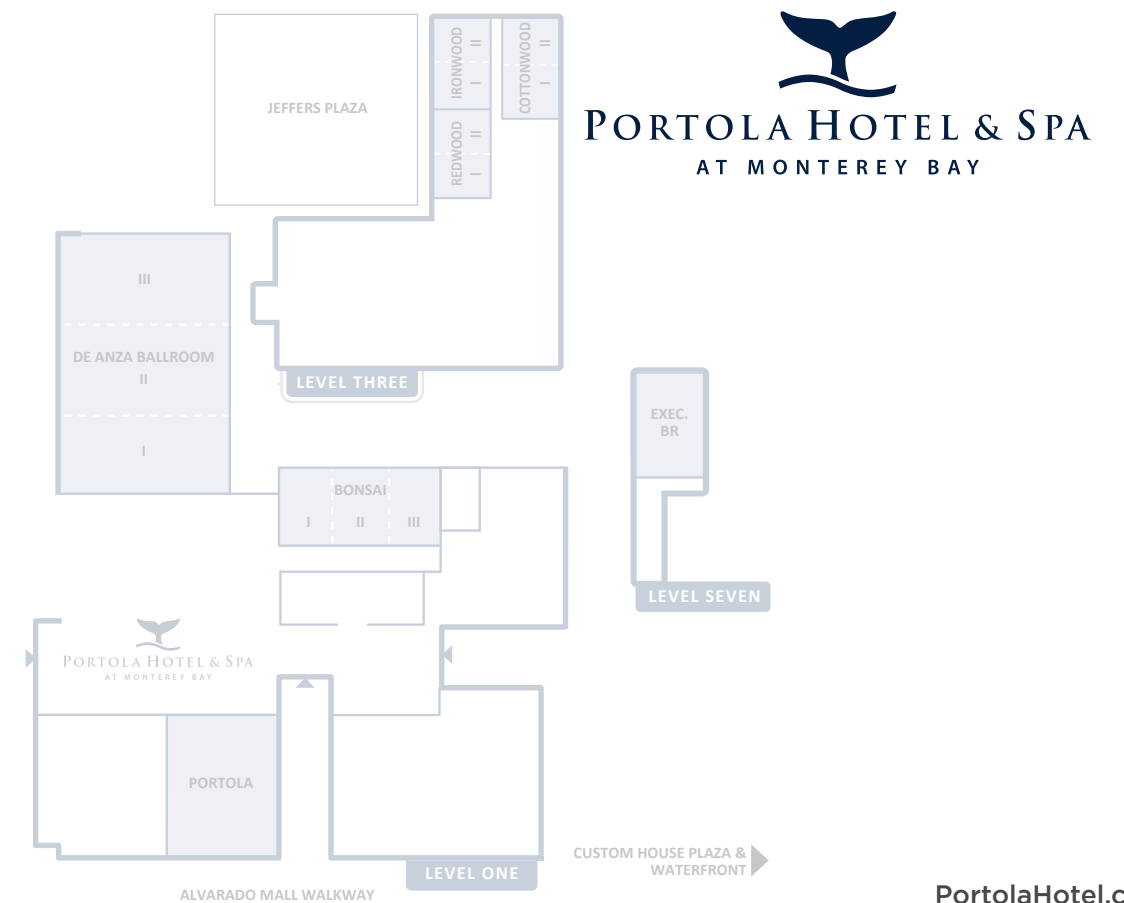 PORTOLA HOTEL & SPA
AT MONTEREY BAY
JEFFERS PLAZA
IRONWOOD
II
I
COTTONWOOD
II
I
REDWOOD
II
I
III
DE ANZA BALLROOM
II
I
LEVEL THREE
EXEC.
BR
LEVEL SEVEN
BONSAI
I
II
III
PORTOLA HOTEL & SPA
AT MONTEREY BAY
PORTOLA
LEVEL ONE
CUSTOM HOUSE PLAZA &
WATERFRONT
ALVARADO MALL WALKWAY
PortolaHotel.c